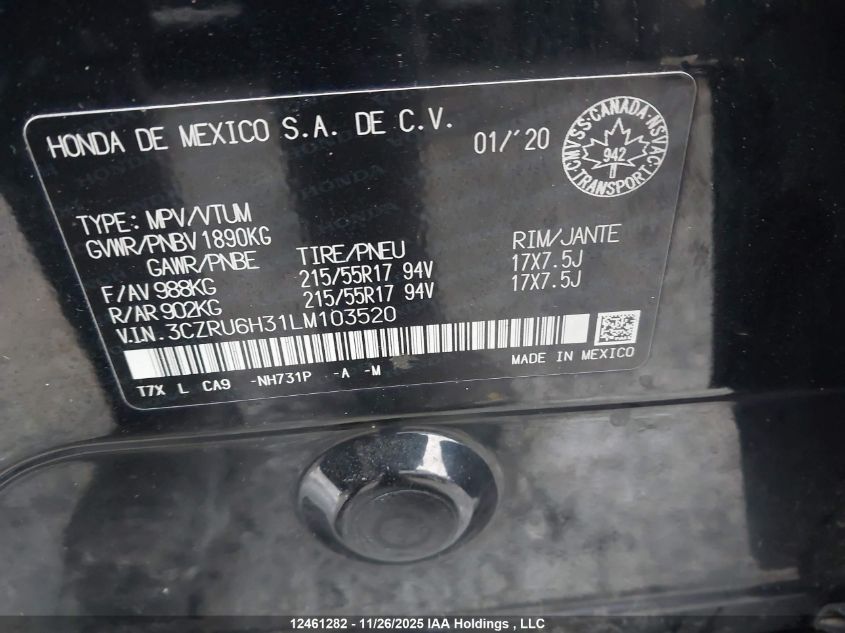 HONDA DE MEXICO S.A. DE C.V.
01/'20
CMVSS·CANADA·NSVAC
942
TRANSPORT
TYPE: MPV/VTUM
GVWR/PNBV 1890KG
GAWR/PNBE TIRE/PNEU RIM/JANTE
F/AV 988KG 215/55R17 94V 17X7.5J
R/AR 902KG 215/55R17 94V 17X7.5J
V.I.N. 3CZRU6H31LM103520
MADE IN MEXICO
T7X L CA9 -NH731P -A -M
12461282 - 11/26/2025 IAA Holdings , LLC